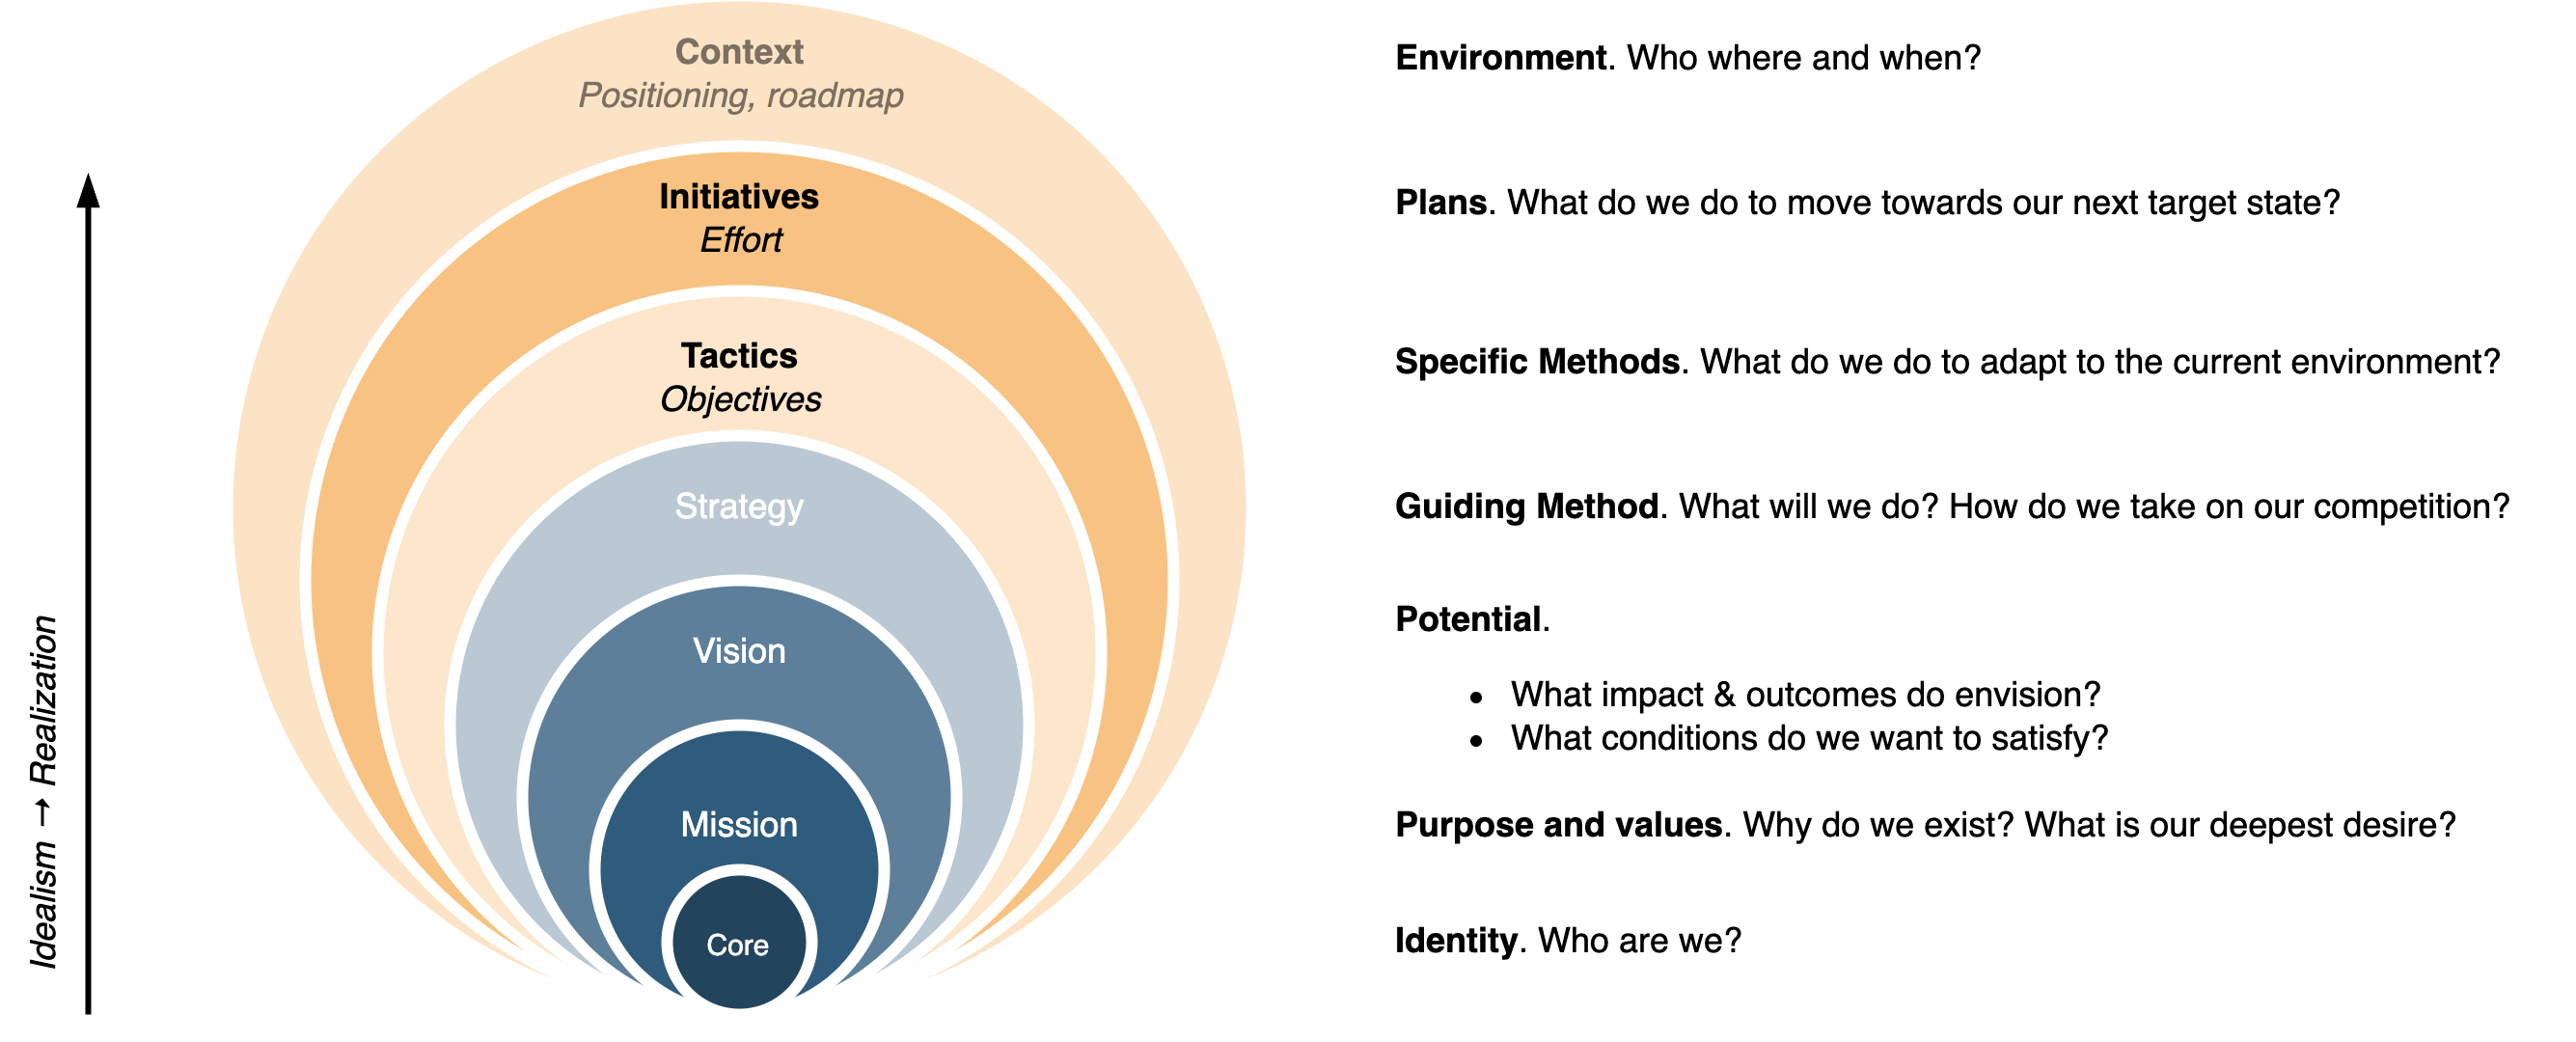 Context
Positioning, roadmap
Environment. Who where and when?
Initiatives
Effort
Plans. What do we do to move towards our next target state?
Tactics
Objectives
Specific Methods. What do we do to adapt to the current environment?
Strategy
Guiding Method. What will we do? How do we take on our competition?
Vision
Potential.
• What impact & outcomes do envision?
• What conditions do we want to satisfy?
Mission
Purpose and values. Why do we exist? What is our deepest desire?
Core
Identity. Who are we?
Idealism → Realization